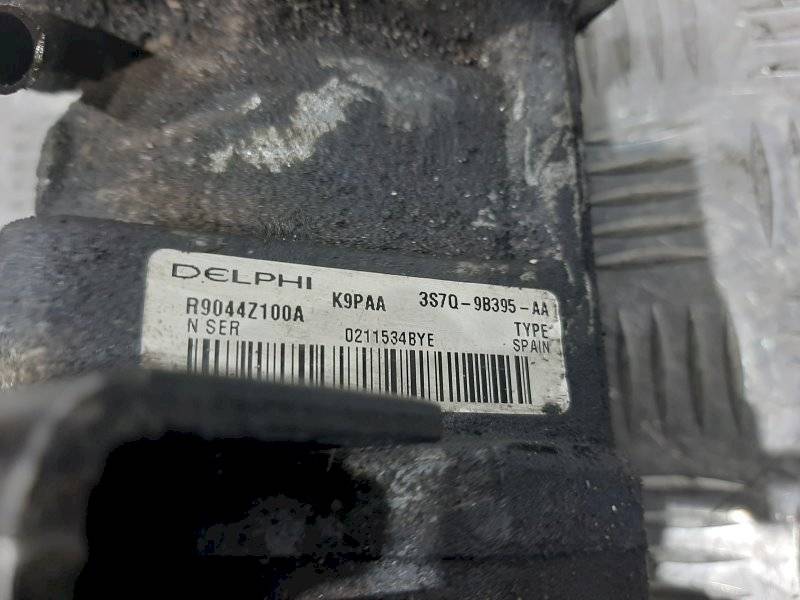 DELPHI K9PAA 3S7Q-9B395-AA
R9044Z100A TYPE
N SER 0211534BYE SPAIN